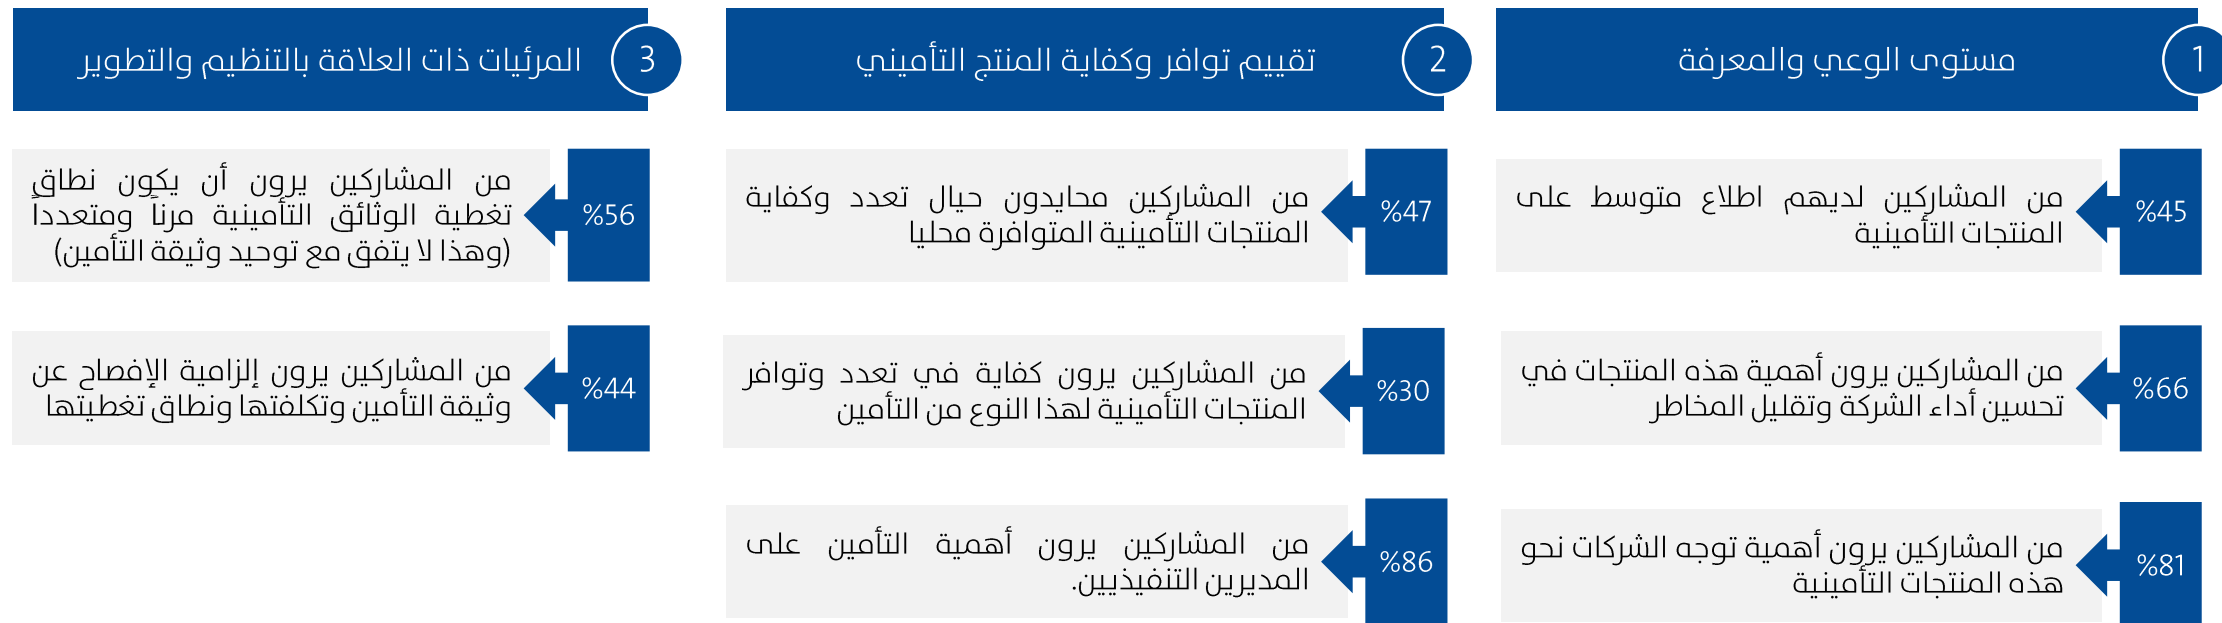 1
مستوى الوعي والمعرفة
%45
من المشاركين لديهم اطلاع متوسط على
المنتجات التأمينية
%66
من المشاركين يرون أهمية هذه المنتجات في
تحسين أداء الشركة وتقليل المخاطر
%81
من المشاركين يرون أهمية توجه الشركات نحو
هذه المنتجات التأمينية
2
تقييم توافر وكفاية المنتج التأميني
%47
من المشاركين محايدون حيال تعدد وكفاية
المنتجات التأمينية المتوافرة محليا
%30
من المشاركين يرون كفاية في تعدد وتوافر
المنتجات التأمينية لهذا النوع من التأمين
%86
من المشاركين يرون أهمية التأمين على
المديرين التنفيذيين.
3
المرئيات ذات العلاقة بالتنظيم والتطوير
%56
من المشاركين يرون أن يكون نطاق
تغطية الوثائق التأمينية مرناً ومتعدداً
(وهذا لا يتفق مع توحيد وثيقة التأمين)
%44
من المشاركين يرون إلزامية الإفصاح عن
وثيقة التأمين وتكلفتها ونطاق تغطيتها